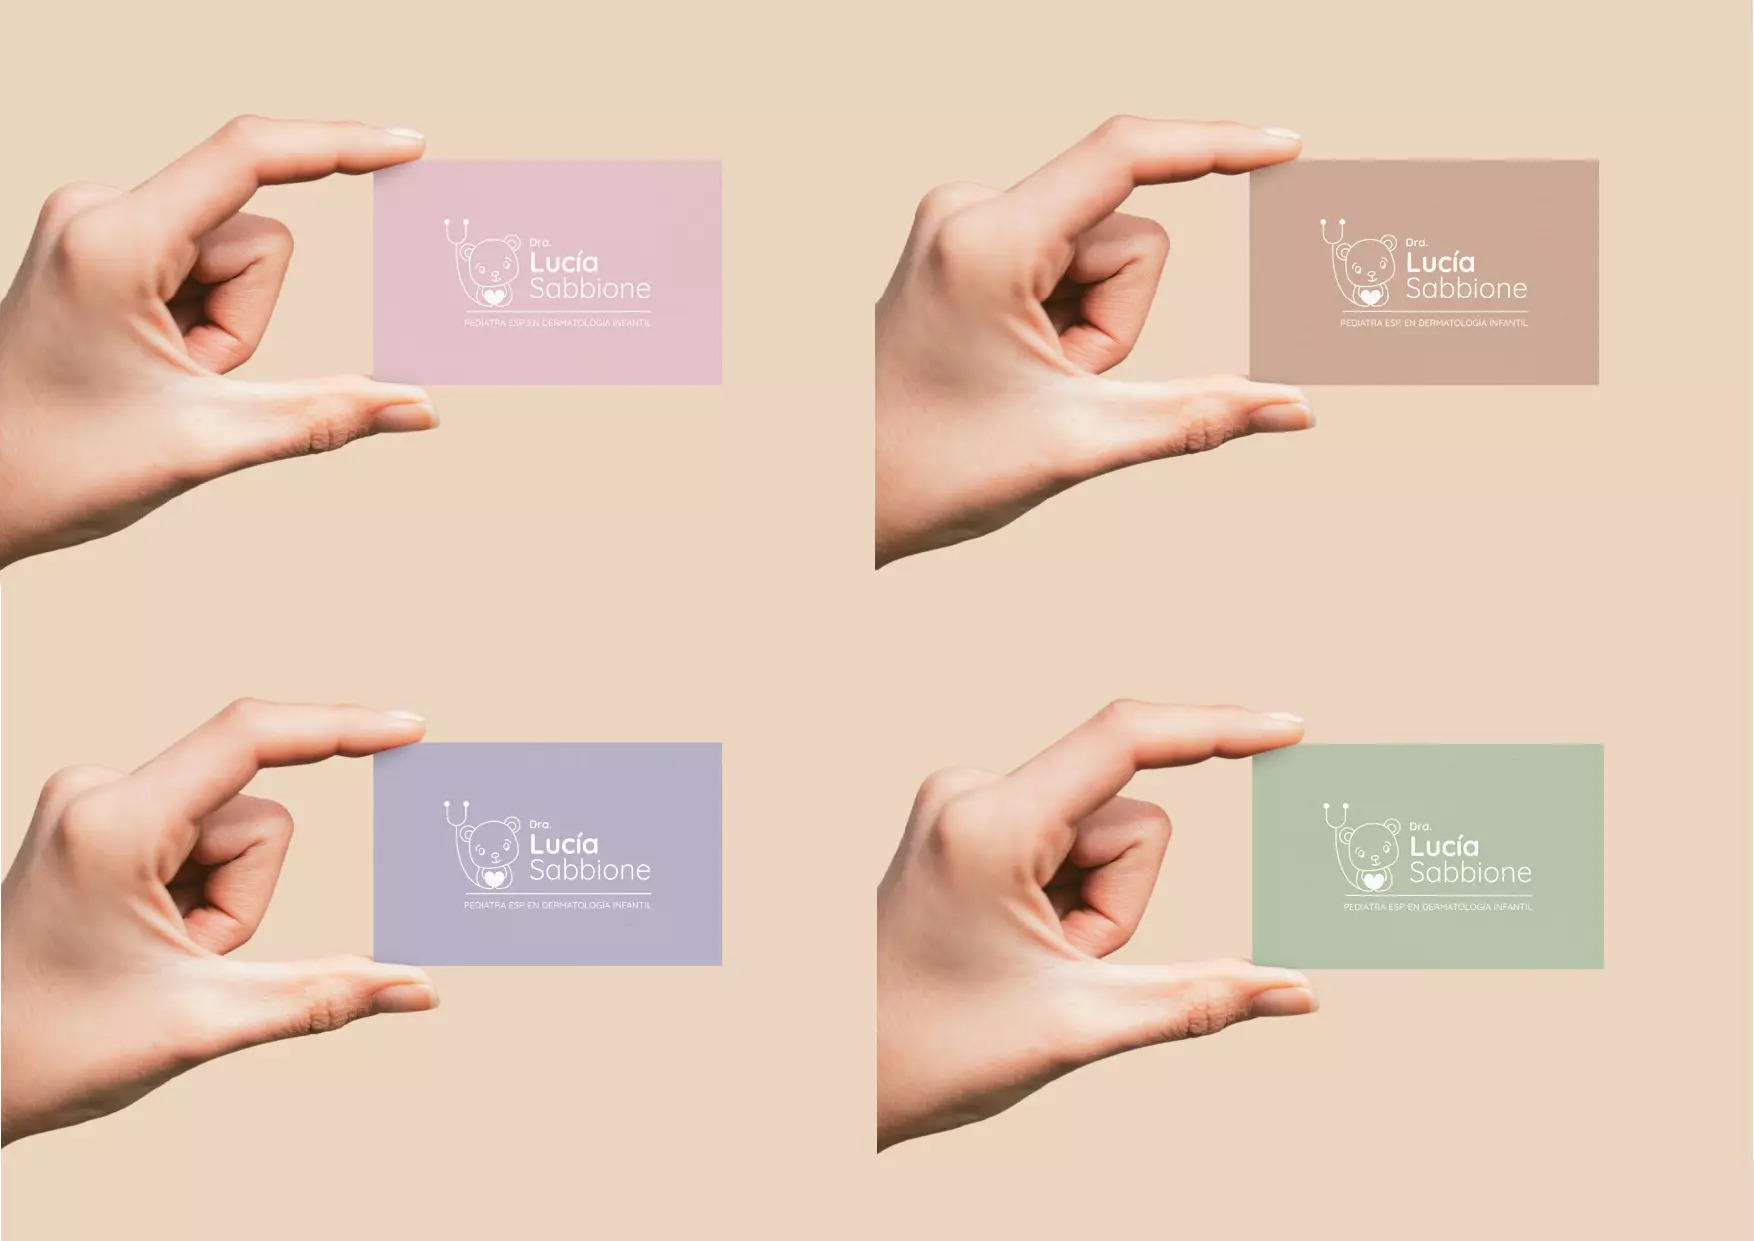 Dra.
Lucía
Sabbione
PEDIATRA ESP. EN DERMATOLOGÍA INFANTIL
Dra.
Lucía
Sabbione
PEDIATRA ESP. EN DERMATOLOGÍA INFANTIL
Dra.
Lucía
Sabbione
PEDIATRA ESP. EN DERMATOLOGÍA INFANTIL
Dra.
Lucía
Sabbione
PEDIATRA ESP. EN DERMATOLOGÍA INFANTIL